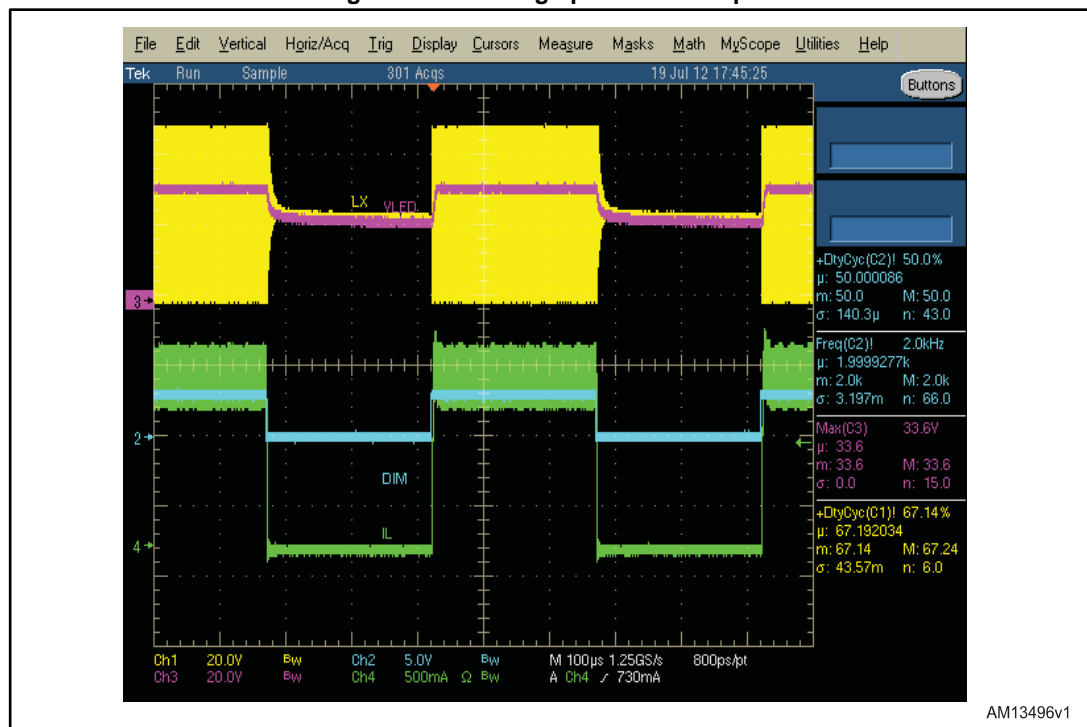 File Edit Vertical Horiz/Acq Trig Display Cursors Measure Masks Math MyScope Utilities Help
Tek Run Sample 301 Acqs 19 Jul 12 17:45:25
Buttons
LX VLED
3
+DtyCyc(C2)! 50.0%
µ: 50.000086
m: 50.0 M: 50.0
σ: 140.3µ n: 43.0
Freq(C2)! 2.0kHz
µ: 1.9999277k
m: 2.0k M: 2.0k
σ: 3.197m n: 66.0
2
Max(C3) 33.6V
µ: 33.6
m: 33.6 M: 33.6
σ: 0.0 n: 15.0
DIM
IL
4
+DtyCyc(C1)! 67.14%
µ: 67.192034
m: 67.14 M: 67.24
σ: 43.57m n: 6.0
Ch1 20.0V Bw Ch2 5.0V Bw M 100µs 1.25GS/s 800ps/pt
Ch3 20.0V Bw Ch4 500mA Ω Bw A Ch4 ∕ 730mA
AM13496v1